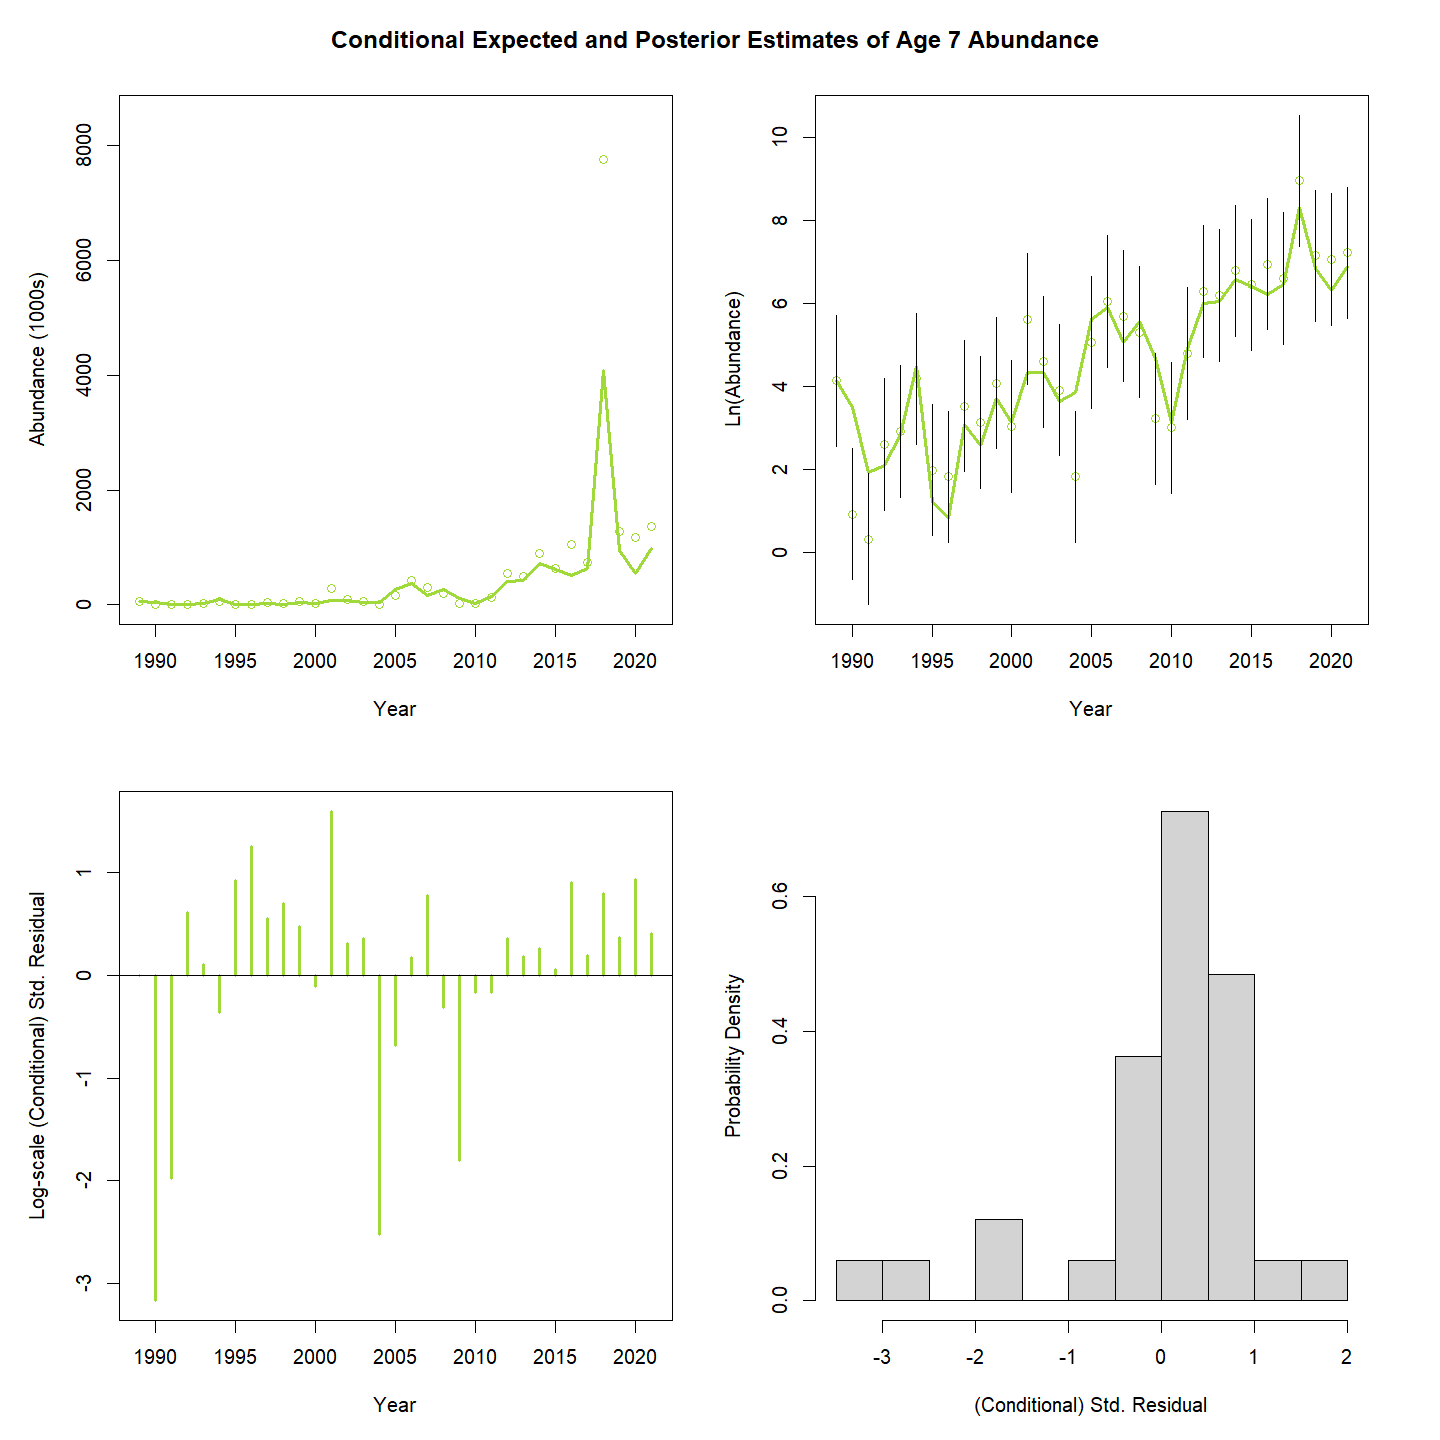 Conditional Expected and Posterior Estimates of Age 7 Abundance
Abundance (1000s)
8000
6000
4000
2000
0
1990 1995 2000 2005 2010 2015 2020
Year
Ln(Abundance)
10
8
6
4
2
0
1990 1995 2000 2005 2010 2015 2020
Year
Log-scale (Conditional) Std. Residual
1
0
-1
-2
-3
1990 1995 2000 2005 2010 2015 2020
Year
Probability Density
0.6
0.4
0.2
0.0
-3 -2 -1 0 1 2
(Conditional) Std. Residual